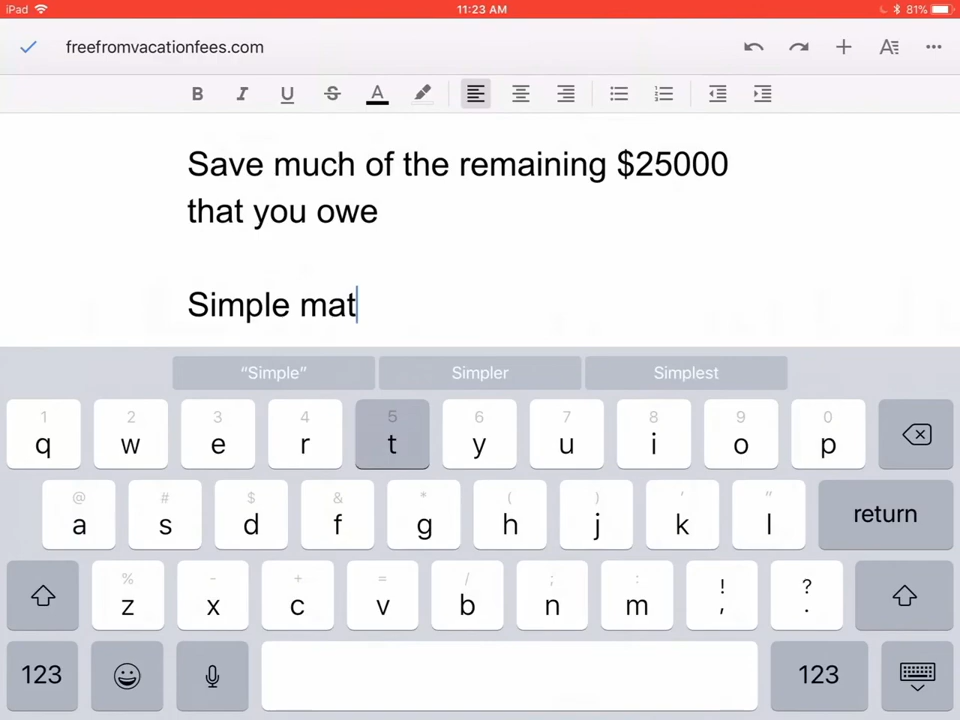 iPad 11:23 AM 81%
freefromvacationfees.com
B I U S A A
Save much of the remaining $25000
that you owe
Simple mat
“Simple” Simpler Simplest
1 2 3 4 5 6 7 8 9 0
q w e r t y u i o p
@ # $ & * ( ) ' "
a s d f g h j k l return
% - + = / ; : ! ?
z x c v b n m , .
123 123